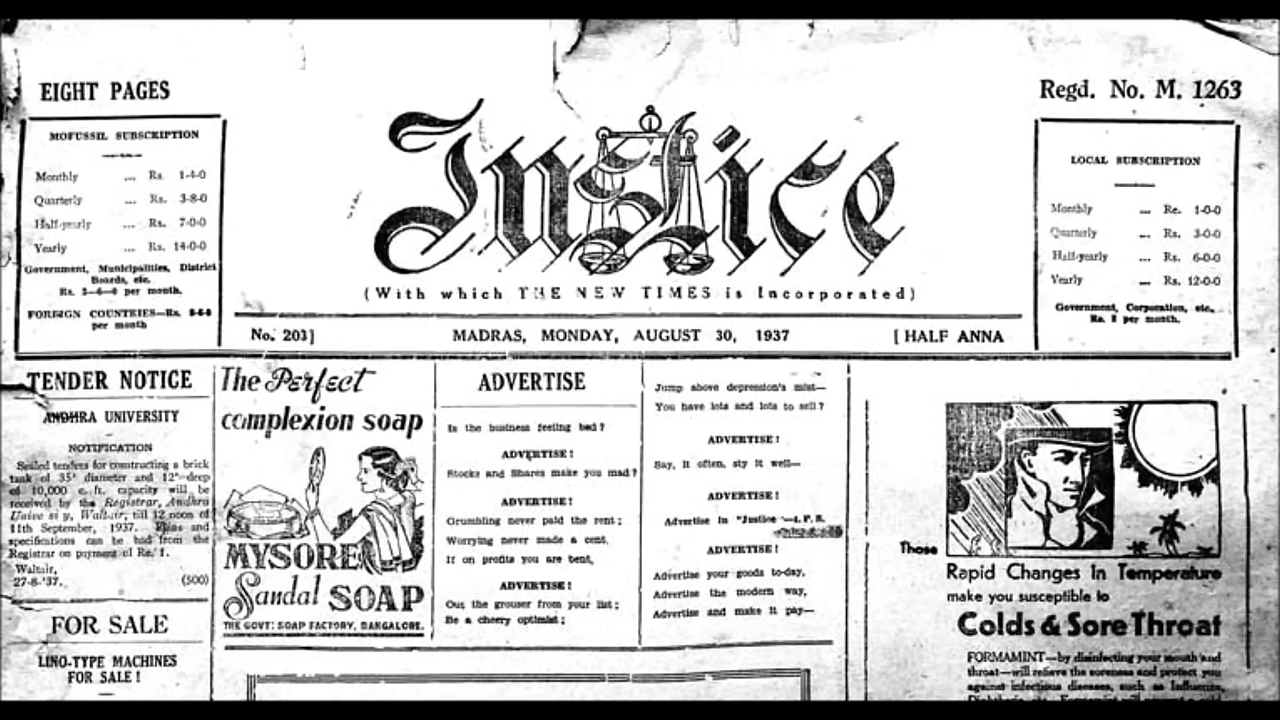 EIGHT PAGES
Regd. No. M. 1263
MOFUSSIL SUBSCRIPTION
Monthly ... Rs. 1-4-0
Quarterly ... Rs. 3-8-0
Half-yearly ... Rs. 7-0-0
Yearly ... Rs. 14-0-0
Government, Municipalities, District
Boards, etc.
per month.
FOREIGN COUNTRIES—Rs.
per month
Justice
(With which THE NEW TIMES is Incorporated)
LOCAL SUBSCRIPTION
Monthly ... Re. 1-0-0
Quarterly ... Rs. 3-0-0
Half-yearly ... Rs. 6-0-0
Yearly ... Rs. 12-0-0
Government, Corporation, etc.,
per month.
No. 203]
MADRAS, MONDAY, AUGUST 30, 1937
[ HALF ANNA
TENDER NOTICE
ANDHRA UNIVERSITY
NOTIFICATION
Sealed tenders for constructing a brick
tank of 35' diameter and 12'-deep
of 10,000 c. ft. capacity will be
received by the Registrar, Andhra
Waltair, till 12 noon of
11th September, 1937. Plans and
specifications can be had from the
Registrar on payment of Re. 1.
Waltair,
27-8-'37. (500)
FOR SALE
LINO-TYPE MACHINES
FOR SALE!
The Perfect
complexion soap
MYSORE
Sandal SOAP
THE GOVT: SOAP FACTORY, BANGALORE.
ADVERTISE
Is the business feeling bad?
ADVERTISE!
Stocks and Shares make you mad?
ADVERTISE!
Grumbling never paid the rent;
Worrying never made a cent,
If on profits you are bent,
ADVERTISE!
Out the grouser from your list;
Be a cheery optimist;
Jump above depression's mist—
You have lots and lots to sell?
ADVERTISE!
Say, it often, sty it well—
ADVERTISE!
Advertise in "Justice"
ADVERTISE!
Advertise your goods to-day,
Advertise the modern way,
Advertise and make it pay—
Those
Rapid Changes In Temperature
make you susceptible to
Colds & Sore Throat
FORMAMINT—by disinfecting your mouth and
throat—will relieve the soreness and protect you
against infectious diseases, such as Influenza,